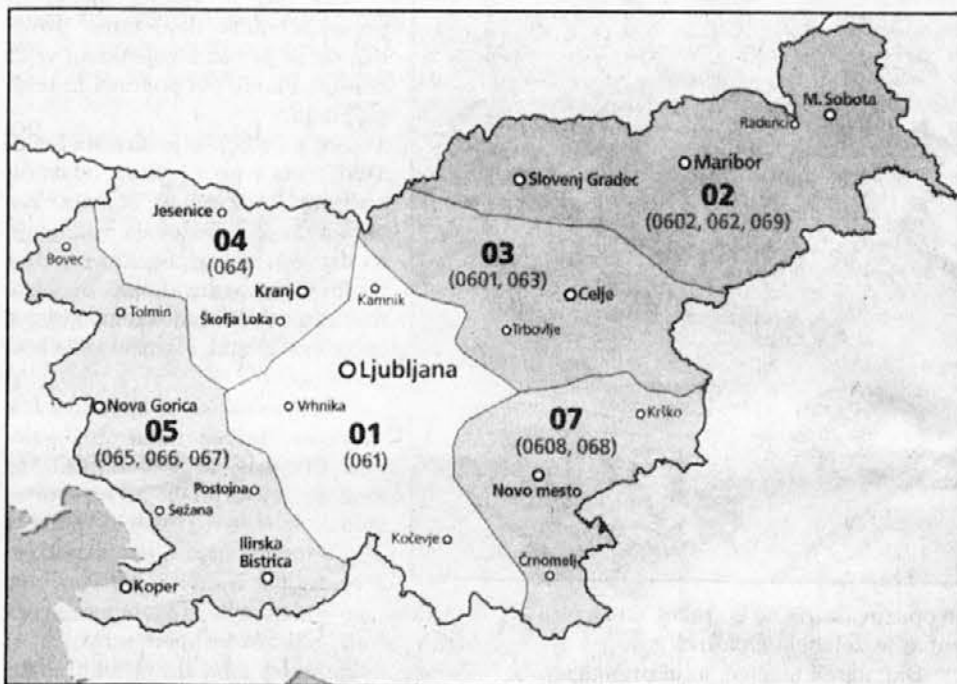 M. Sobota
Radenci
Maribor
Slovenj Gradec
02
(0602, 062, 069)
Jesenice
04
(064)
Bovec
03
(0601, 063)
Kranj
Kamnik
Celje
Tolmin
Škofja Loka
Trbovlje
Ljubljana
Nova Gorica
Vrhnika
Krško
05
(065, 066, 067)
01
(061)
07
(0608, 068)
Postojna
Novo mesto
Sežana
Ilirska
Bistrica
Kočevje
Črnomelj
Koper